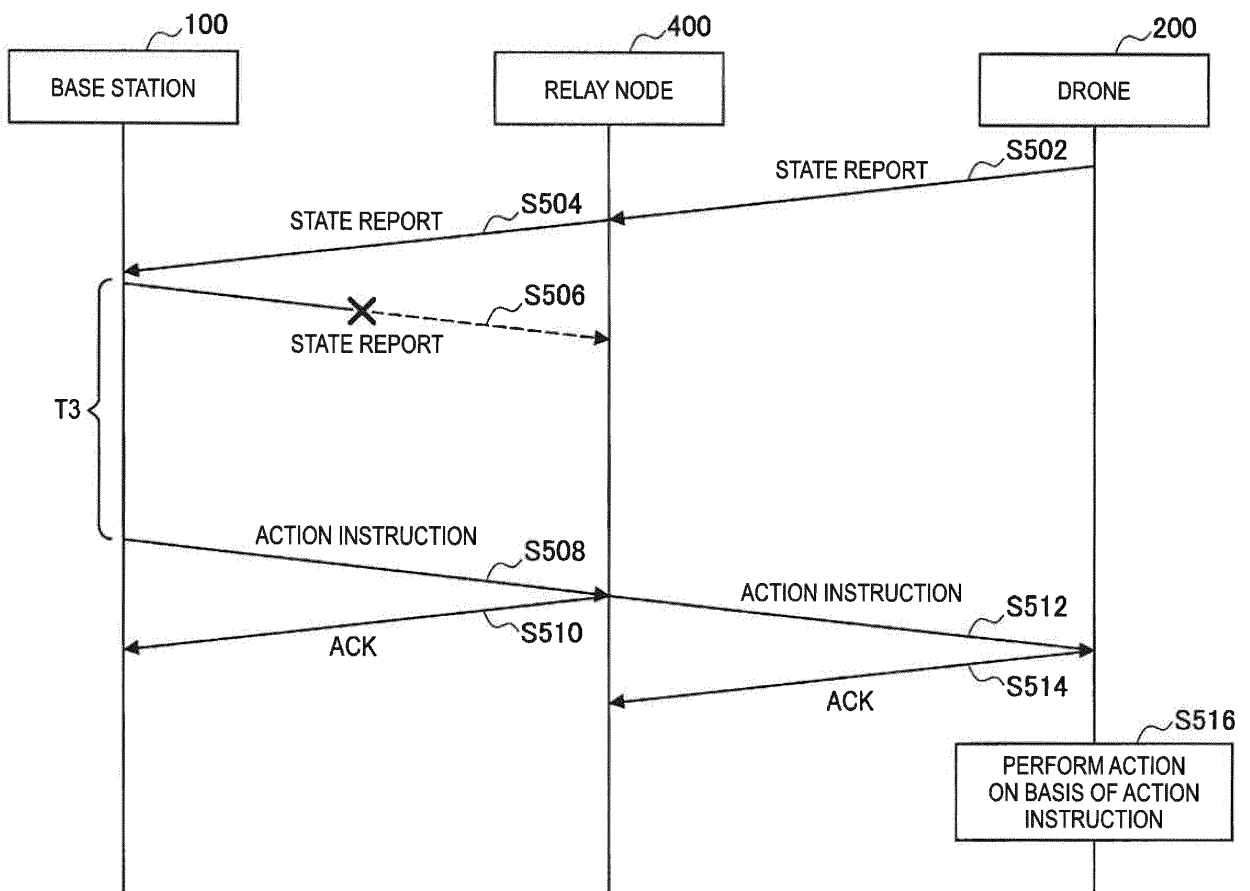 100
400
200
BASE STATION
RELAY NODE
DRONE
S502
STATE REPORT
S504
STATE REPORT
S506
STATE REPORT
T3
ACTION INSTRUCTION
S508
ACTION INSTRUCTION
S512
S510
ACK
S514
ACK
S516
PERFORM ACTION
ON BASIS OF ACTION
INSTRUCTION